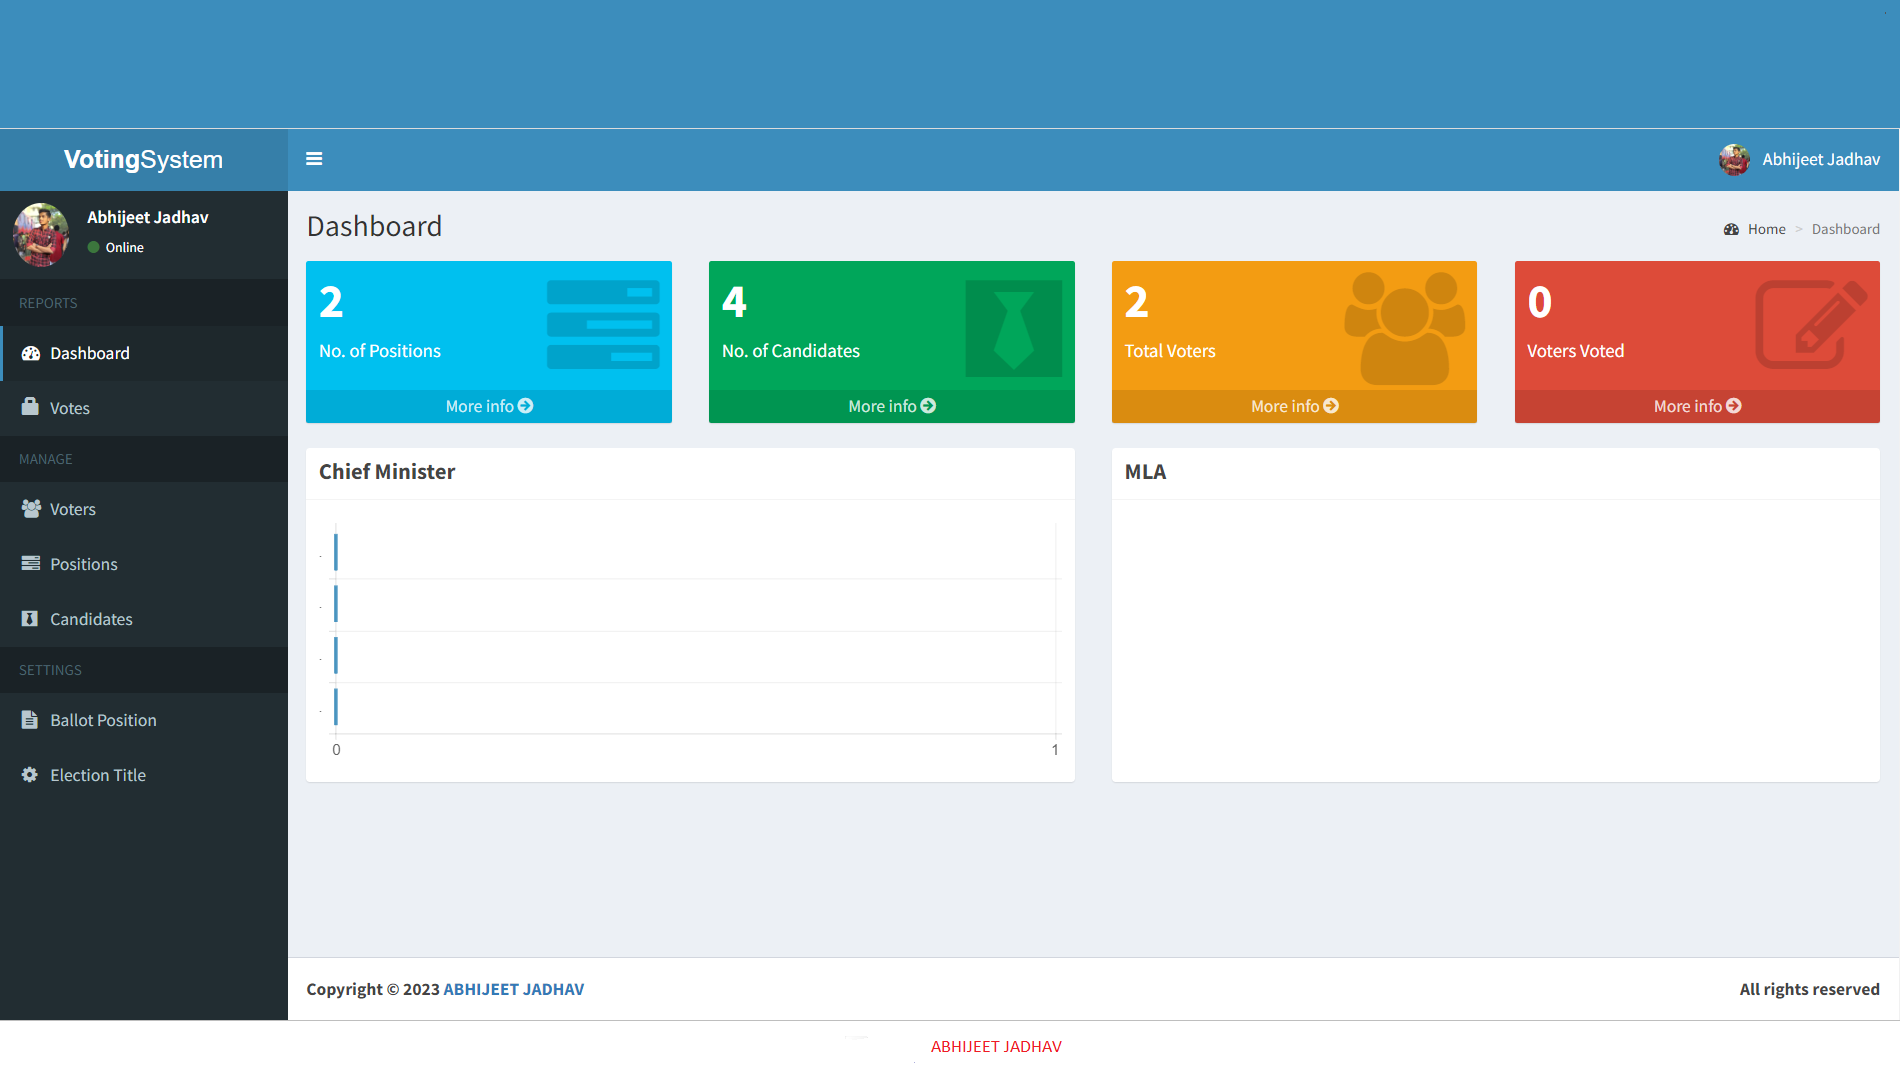 VotingSystem
Abhijeet Jadhav
Abhijeet Jadhav
Online
REPORTS
Dashboard
Votes
MANAGE
Voters
Positions
Candidates
SETTINGS
Ballot Position
Election Title
Dashboard
Home > Dashboard
2
No. of Positions
More info
4
No. of Candidates
More info
2
Total Voters
More info
0
Voters Voted
More info
Chief Minister
0 1
MLA
Copyright © 2023 ABHIJEET JADHAV
All rights reserved
ABHIJEET JADHAV